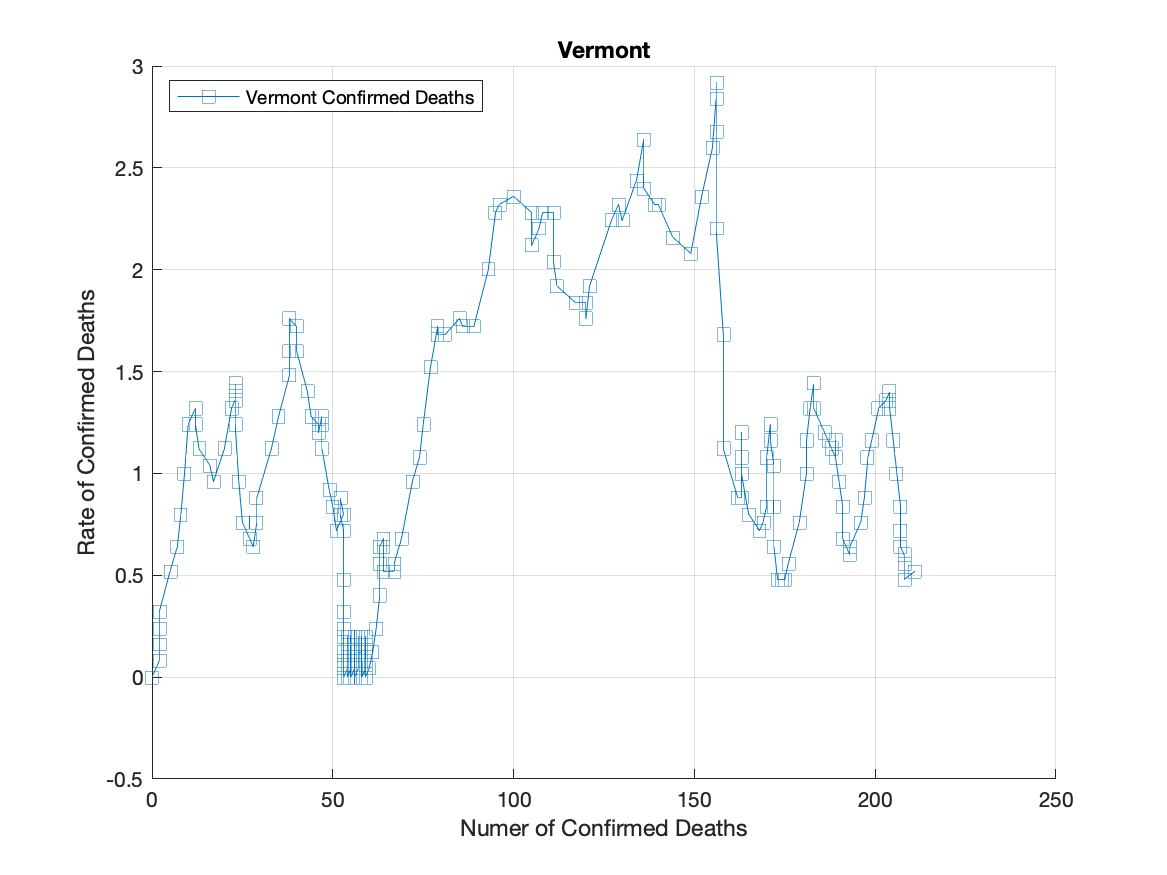 Vermont
Vermont Confirmed Deaths
3
2.5
2
1.5
1
0.5
0
-0.5
Rate of Confirmed Deaths
0 50 100 150 200 250
Numer of Confirmed Deaths